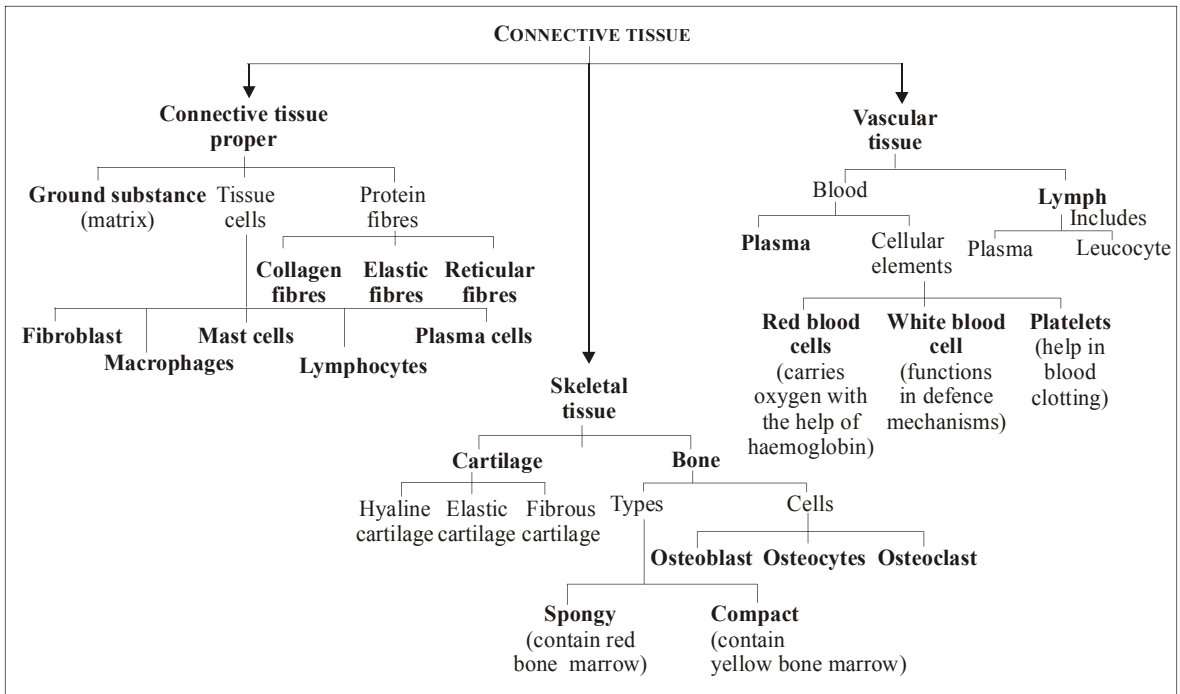 CONNECTIVE TISSUE
Connective tissue
proper
Ground substance
(matrix)
Tissue
cells
Protein
fibres
Collagen
fibres
Elastic
fibres
Reticular
fibres
Fibroblast
Macrophages
Mast cells
Lymphocytes
Plasma cells
Skeletal
tissue
Cartilage
Hyaline
cartilage
Elastic
cartilage
Fibrous
cartilage
Bone
Types
Cells
Osteoblast
Osteocytes
Osteoclast
Spongy
(contain red
bone marrow)
Compact
(contain
yellow bone marrow)
Vascular
tissue
Blood
Plasma
Cellular
elements
Red blood
cells
(carries
oxygen with
the help of
haemoglobin)
White blood
cell
(functions
in defence
mechanisms)
Platelets
(help in
blood
clotting)
Lymph
Includes
Plasma
Leucocyte